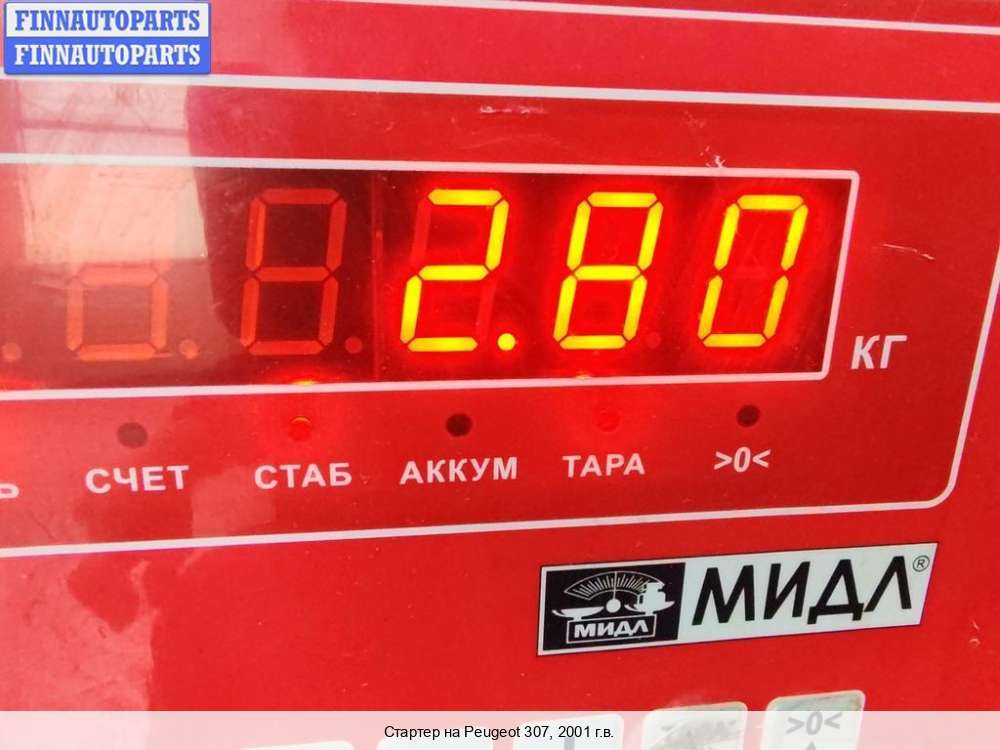 FINNAUTOPARTS
FINNAUTOPARTS
2.80
КГ
Ь СЧЕТ СТАБ АККУМ ТАРА >0<
МИДЛ МИДЛ®
>0<
Стартер на Peugeot 307, 2001 г.в.